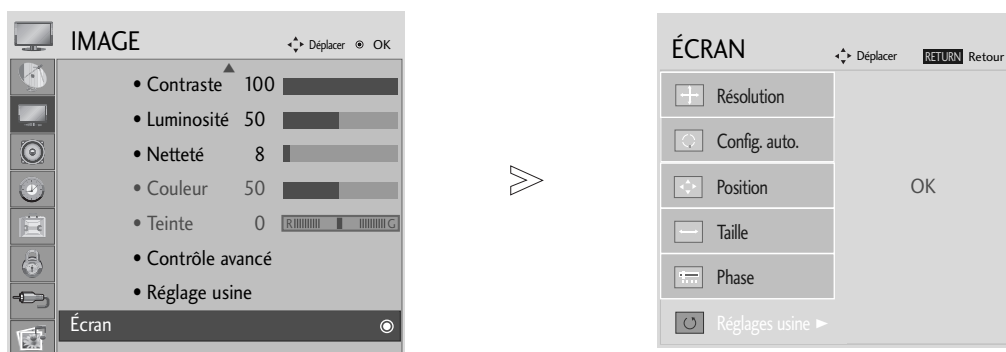 IMAGE
Déplacer OK
• Contraste 100
• Luminosité 50
• Netteté 8
• Couleur 50
• Teinte 0 R G
• Contrôle avancé
• Réglage usine
Écran
ÉCRAN
Déplacer RETURN Retour
Résolution
Config. auto.
Position
Taille
Phase
Réglages usine ►
OK